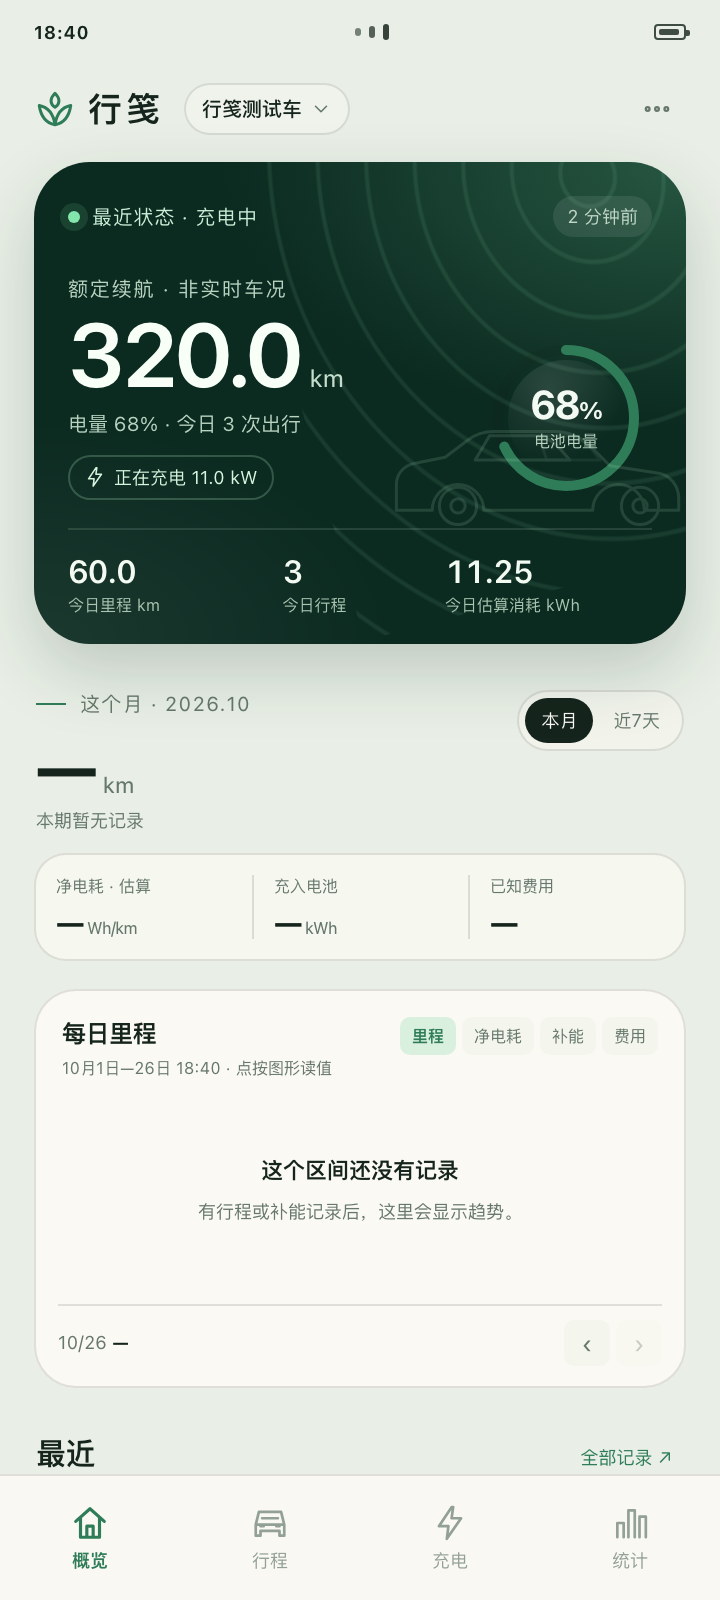 18:40
行笺
行笺测试车
最近状态 · 充电中
2 分钟前
额定续航 · 非实时车况
320.0 km
电量 68% · 今日 3 次出行
68%
电池电量
正在充电 11.0 kW
60.0
今日里程 km
3
今日行程
11.25
今日估算消耗 kWh
这个月 · 2026.10
本月
近7天
— km
本期暂无记录
净电耗 · 估算
— Wh/km
充入电池
— kWh
已知费用
—
每日里程
里程
净电耗
补能
费用
10月1日—26日 18:40 · 点按图形读值
这个区间还没有记录
有行程或补能记录后，这里会显示趋势。
10/26 —
‹
›
最近
全部记录 ↗
概览
行程
充电
统计